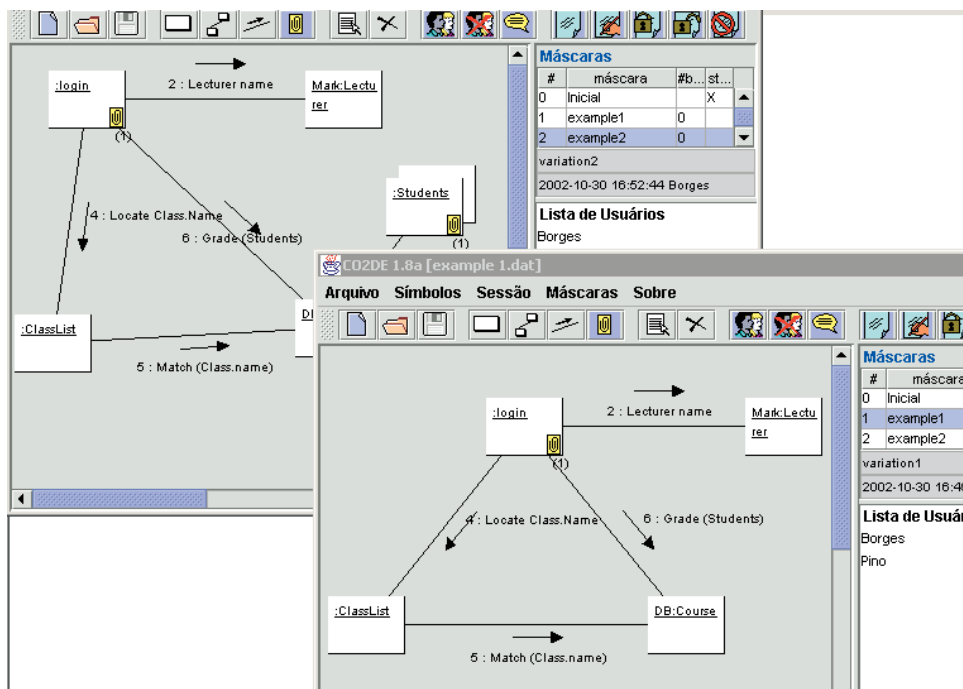 Máscaras
# máscara #b... st...
0 Inicial X
1 example1 0
2 example2 0
variation2
2002-10-30 16:52:44 Borges
Lista de Usuários
Borges
:login
2 : Lecturer name
Mark:Lectu
rer
(1)
:Students
(1)
4 : Locate Class.Name
6 : Grade (Students)
:ClassList
5 : Match (Class.name)
CO2DE 1.8a [example 1.dat]
Arquivo Símbolos Sessão Máscaras Sobre
Máscaras
# máscara
0 Inicial
1 example1
2 example2
variation1
2002-10-30
Lista de
Borges
Pino
:login
2 : Lecturer name
Mark:Lectu
rer
(1)
4 : Locate Class.Name
6 : Grade (Students)
:ClassList
DB:Course
5 : Match (Class.name)